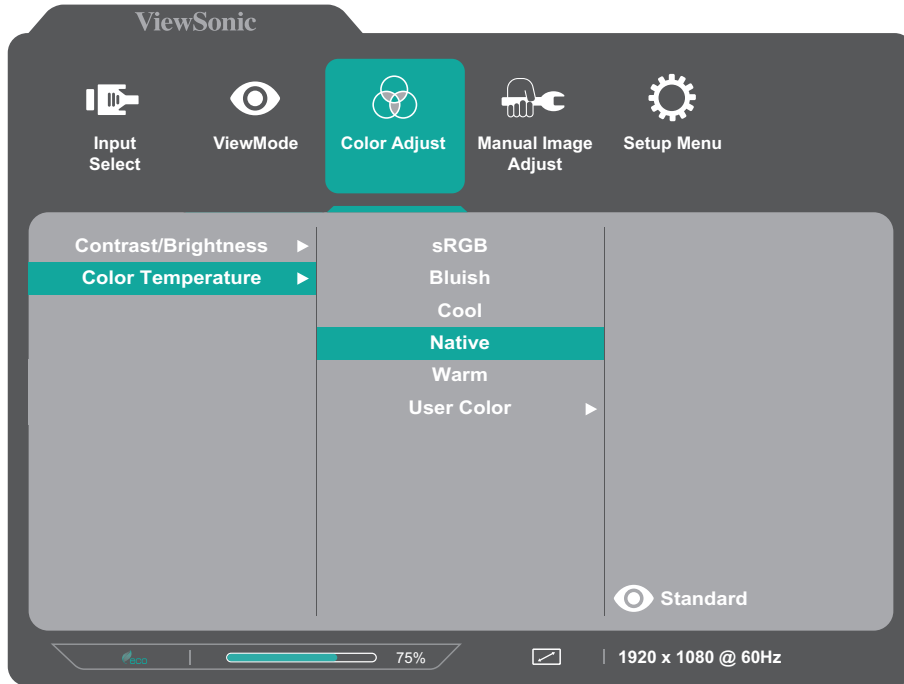 ViewSonic
Input
Select
ViewMode
Color Adjust
Manual Image
Adjust
Setup Menu
Contrast/Brightness
Color Temperature
sRGB
Bluish
Cool
Native
Warm
User Color
Standard
eco
75%
1920 x 1080 @ 60Hz